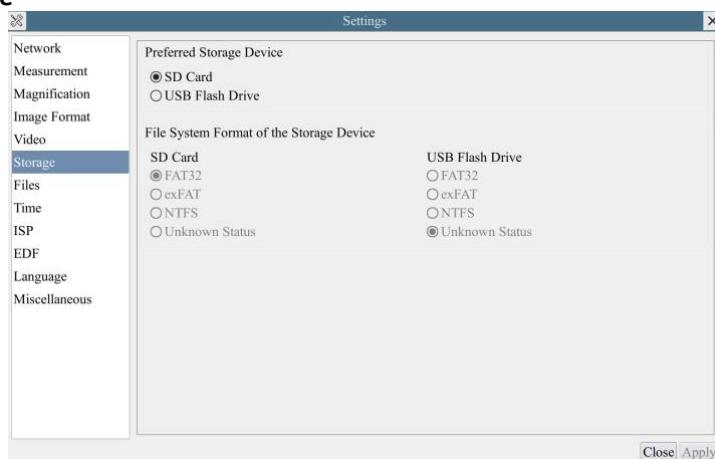 Settings
Network
Measurement
Magnification
Image Format
Video
Storage
Files
Time
ISP
EDF
Language
Miscellaneous
Preferred Storage Device
SD Card
USB Flash Drive
File System Format of the Storage Device
SD Card
FAT32
exFAT
NTFS
Unknown Status
USB Flash Drive
FAT32
exFAT
NTFS
Unknown Status
Close Apply